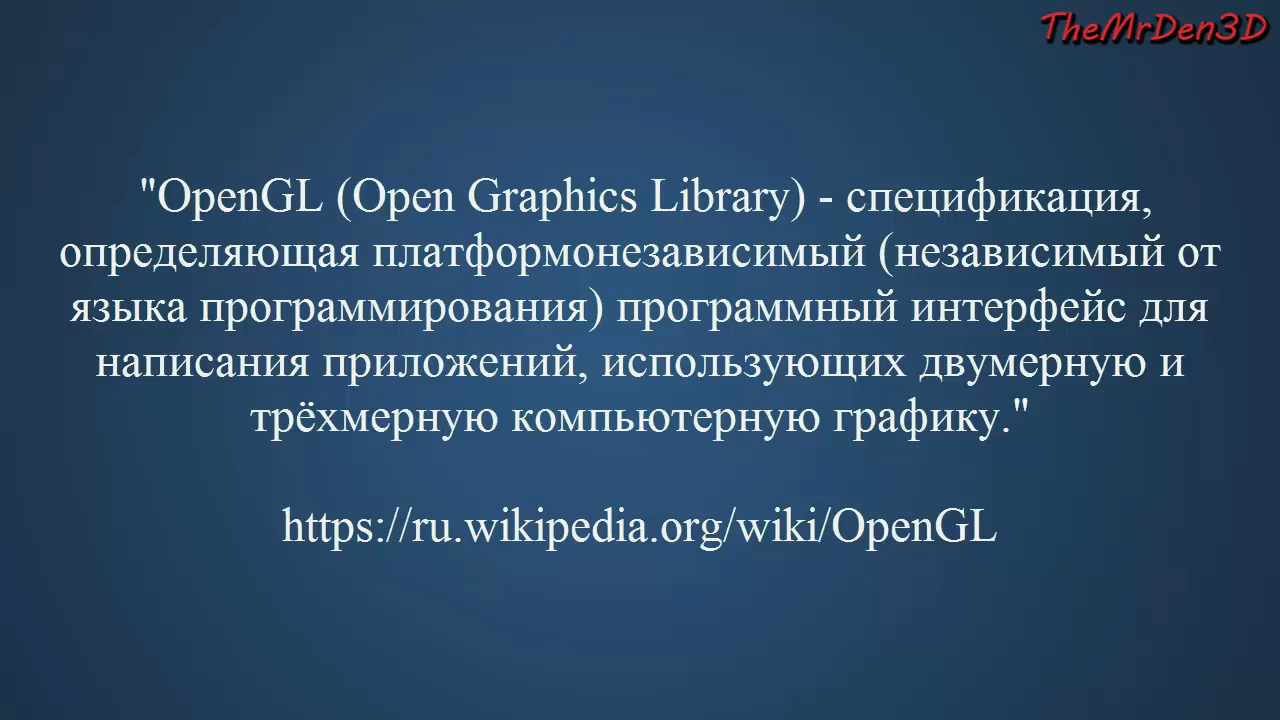 TheMrDen3D
"OpenGL (Open Graphics Library) - спецификация,
определяющая платформонезависимый (независимый от
языка программирования) программный интерфейс для
написания приложений, использующих двумерную и
трёхмерную компьютерную графику."
https://ru.wikipedia.org/wiki/OpenGL